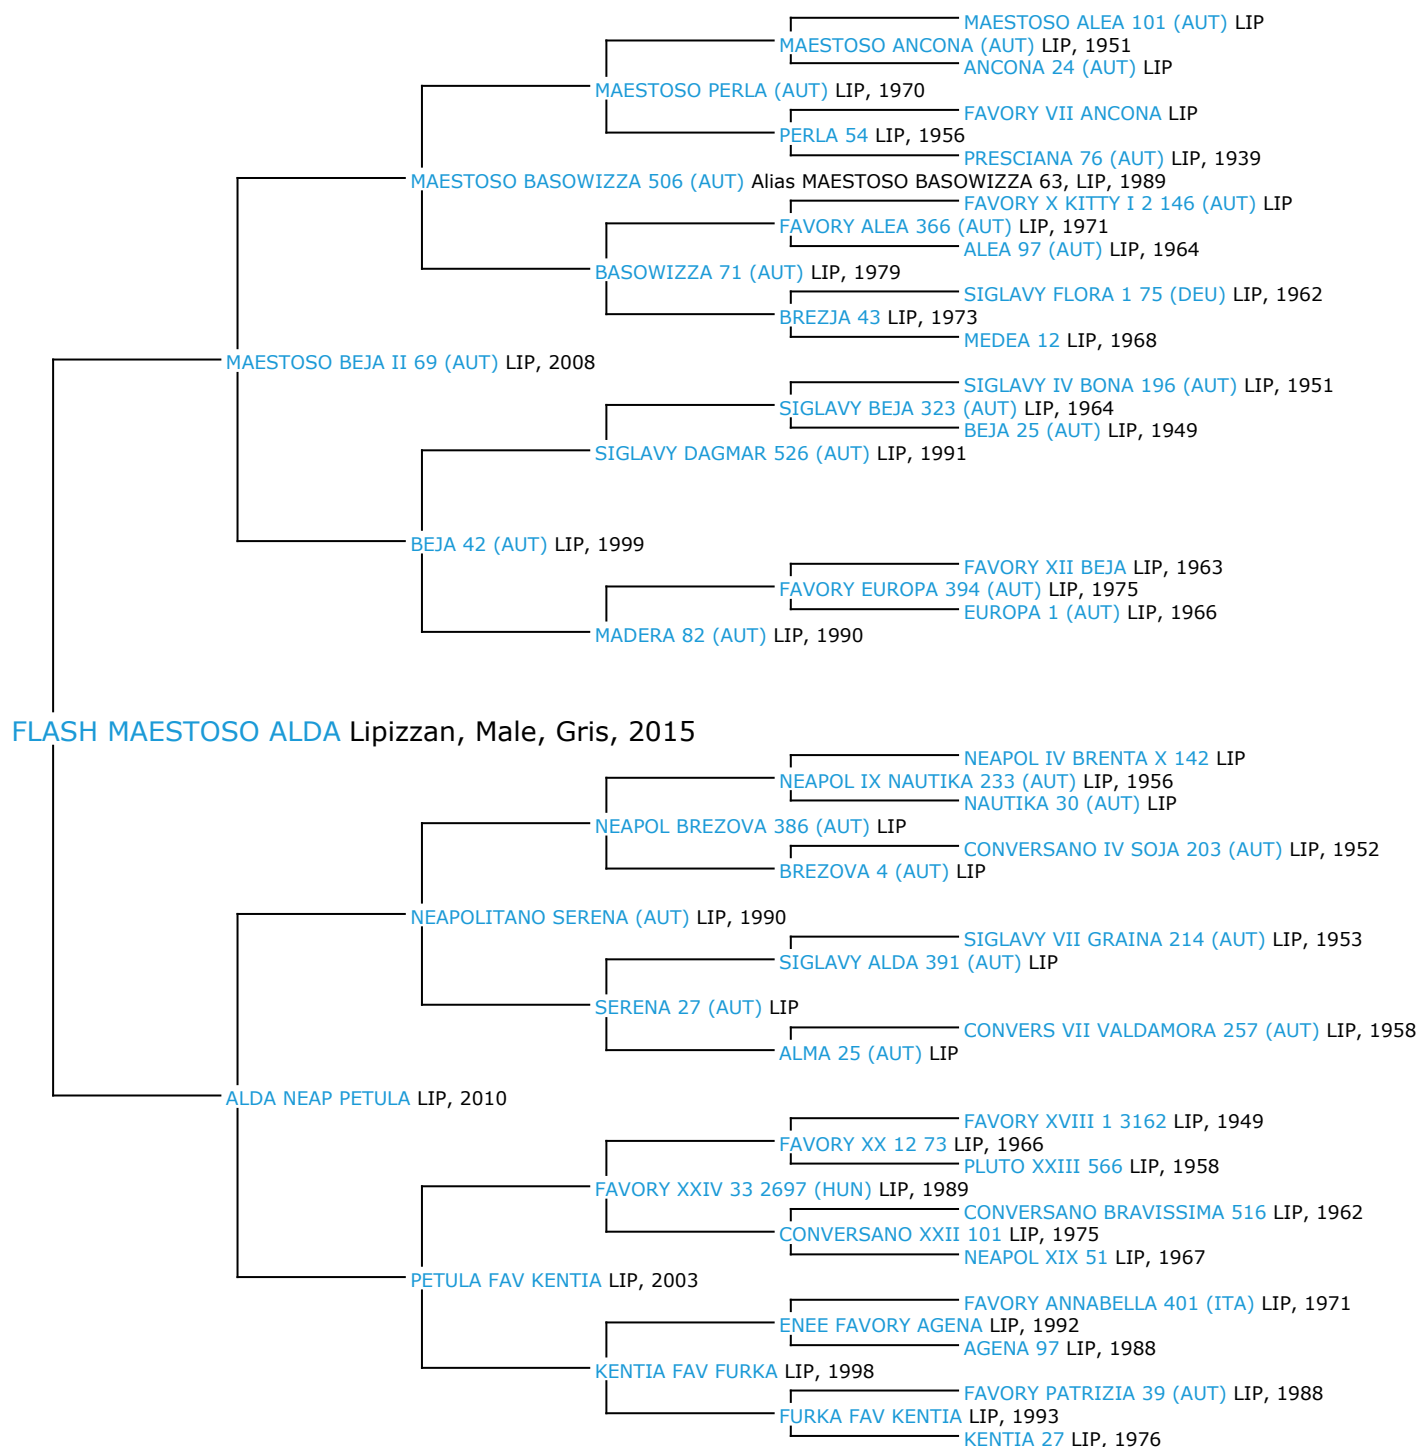 MAESTOSO ALEA 101 (AUT) LIP
MAESTOSO ANCONA (AUT) LIP, 1951
ANCONA 24 (AUT) LIP
MAESTOSO PERLA (AUT) LIP, 1970
FAVORY VII ANCONA LIP
PERLA 54 LIP, 1956
PRESCIANA 76 (AUT) LIP, 1939
MAESTOSO BASOWIZZA 506 (AUT) Alias MAESTOSO BASOWIZZA 63, LIP, 1989
FAVORY X KITTY I 2 146 (AUT) LIP
FAVORY ALEA 366 (AUT) LIP, 1971
ALEA 97 (AUT) LIP, 1964
BASOWIZZA 71 (AUT) LIP, 1979
SIGLAVY FLORA 1 75 (DEU) LIP, 1962
BREZJA 43 LIP, 1973
MEDEA 12 LIP, 1968
MAESTOSO BEJA II 69 (AUT) LIP, 2008
SIGLAVY IV BONA 196 (AUT) LIP, 1951
SIGLAVY BEJA 323 (AUT) LIP, 1964
BEJA 25 (AUT) LIP, 1949
SIGLAVY DAGMAR 526 (AUT) LIP, 1991
BEJA 42 (AUT) LIP, 1999
FAVORY XII BEJA LIP, 1963
FAVORY EUROPA 394 (AUT) LIP, 1975
EUROPA 1 (AUT) LIP, 1966
MADERA 82 (AUT) LIP, 1990
FLASH MAESTOSO ALDA Lipizzan, Male, Gris, 2015
NEAPOL IV BRENTA X 142 LIP
NEAPOL IX NAUTIKA 233 (AUT) LIP, 1956
NAUTIKA 30 (AUT) LIP
NEAPOL BREZOVA 386 (AUT) LIP
CONVERSANO IV SOJA 203 (AUT) LIP, 1952
BREZOVA 4 (AUT) LIP
NEAPOLITANO SERENA (AUT) LIP, 1990
SIGLAVY VII GRAINA 214 (AUT) LIP, 1953
SIGLAVY ALDA 391 (AUT) LIP
SERENA 27 (AUT) LIP
CONVERS VII VALDAMORA 257 (AUT) LIP, 1958
ALMA 25 (AUT) LIP
ALDA NEAP PETULA LIP, 2010
FAVORY XVIII 1 3162 LIP, 1949
FAVORY XX 12 73 LIP, 1966
PLUTO XXIII 566 LIP, 1958
FAVORY XXIV 33 2697 (HUN) LIP, 1989
CONVERSANO BRAVISSIMA 516 LIP, 1962
CONVERSANO XXII 101 LIP, 1975
NEAPOL XIX 51 LIP, 1967
PETULA FAV KENTIA LIP, 2003
FAVORY ANNABELLA 401 (ITA) LIP, 1971
ENEE FAVORY AGENA LIP, 1992
AGENA 97 LIP, 1988
KENTIA FAV FURKA LIP, 1998
FAVORY PATRIZIA 39 (AUT) LIP, 1988
FURKA FAV KENTIA LIP, 1993
KENTIA 27 LIP, 1976